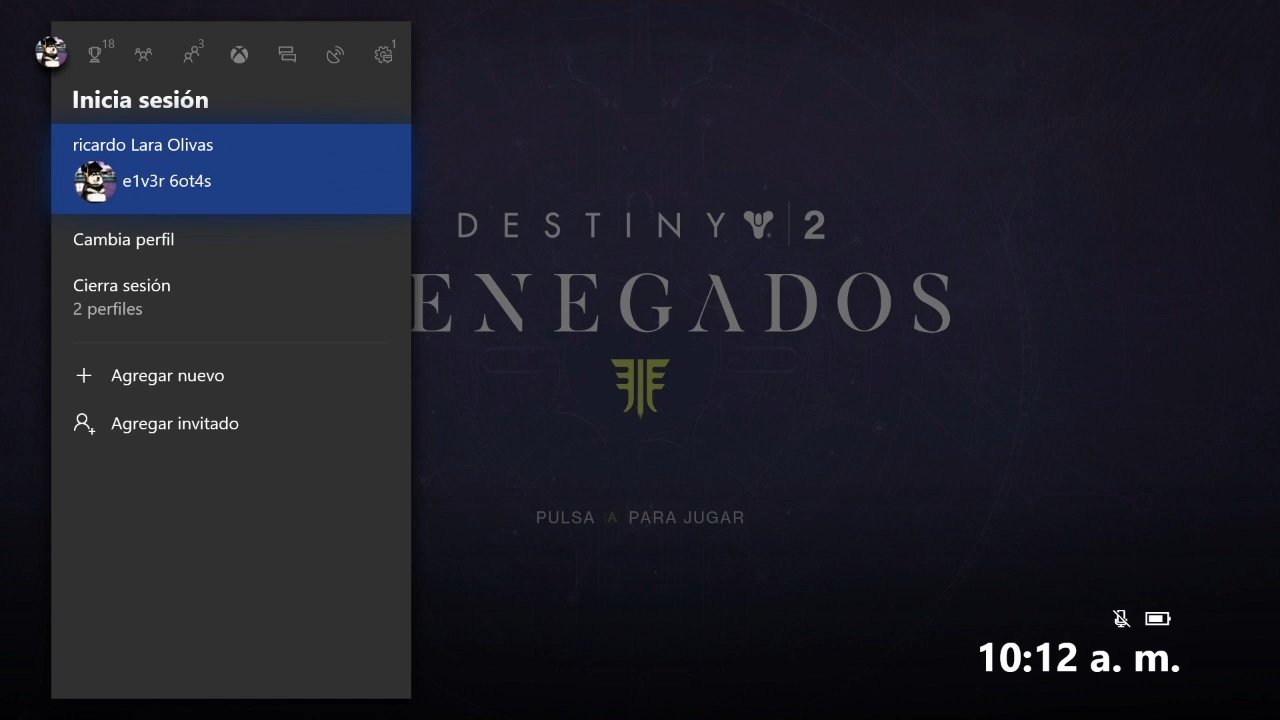 18
3
1
Inicia sesión
ricardo Lara Olivas
e1v3r 6ot4s
Cambia perfil
Cierra sesión
2 perfiles
Agregar nuevo
Agregar invitado
DESTINY 2
ENEGADOS
PULSA A PARA JUGAR
10:12 a. m.